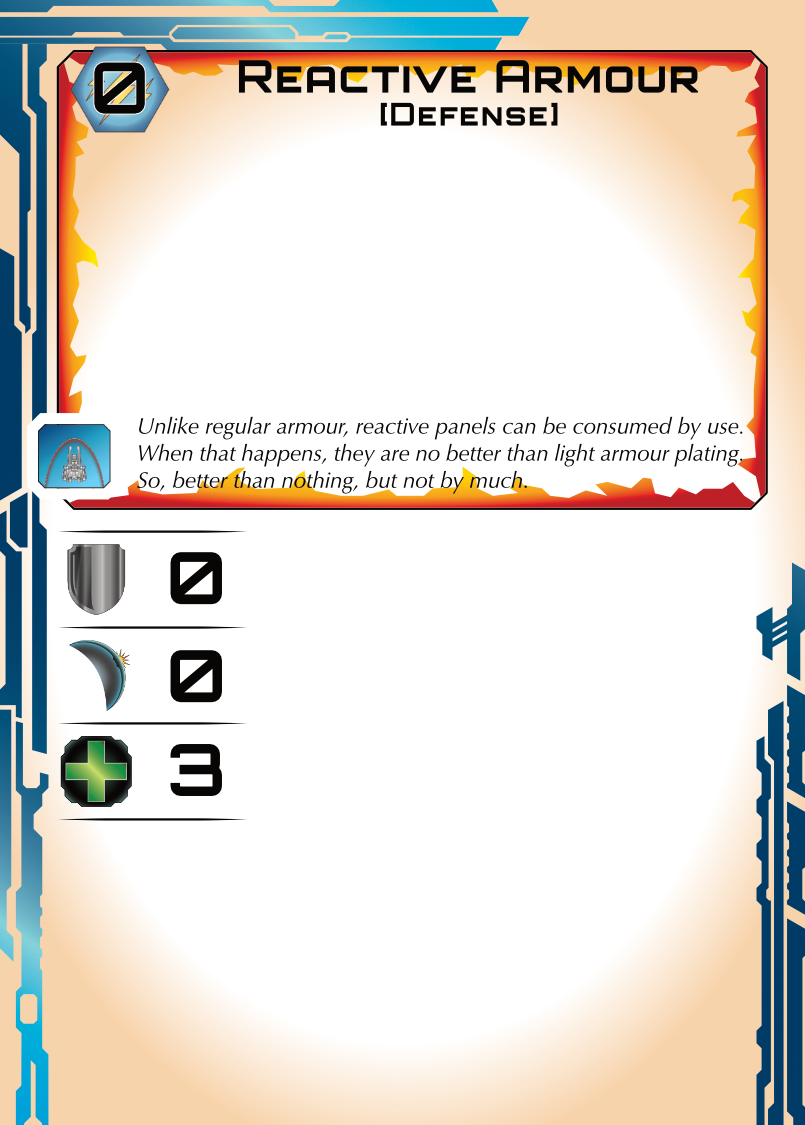 0
REACTIVE ARMOUR
[DEFENSE]
Unlike regular armour, reactive panels can be consumed by use.
When that happens, they are no better than light armour plating.
So, better than nothing, but not by much.
0
0
3